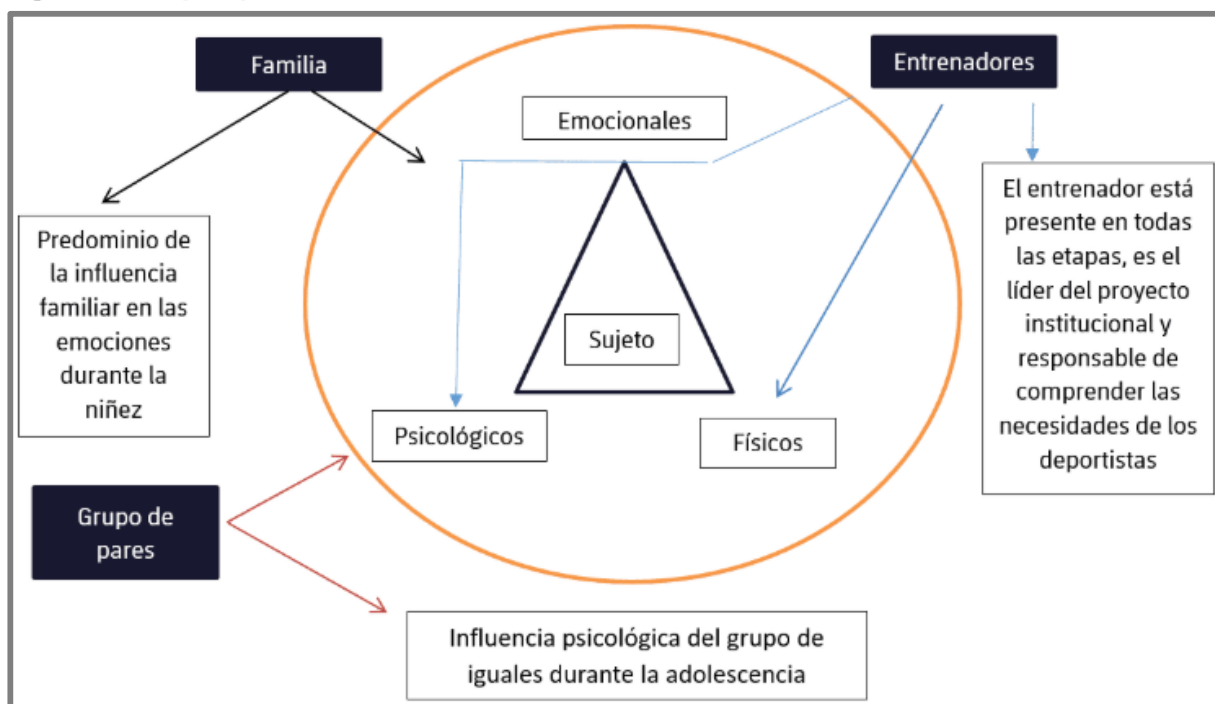 Familia
Entrenadores
Emocionales
Predominio de
la influencia
familiar en las
emociones
durante la
niñez
El entrenador está
presente en todas
las etapas, es el
líder del proyecto
institucional y
responsable de
comprender las
necesidades de los
deportistas
Sujeto
Psicológicos
Físicos
Grupo de
pares
Influencia psicológica del grupo de
iguales durante la adolescencia